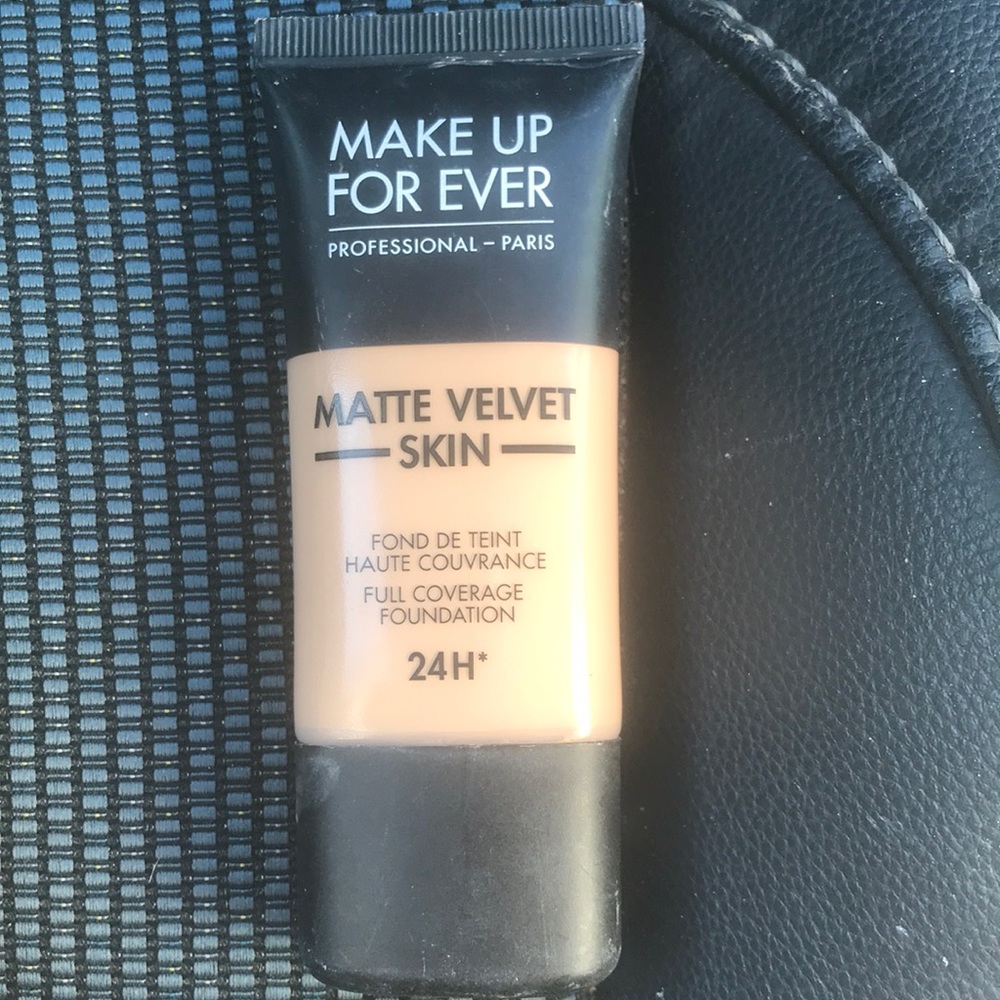 MAKE UP
FOR EVER
PROFESSIONAL – PARIS
MATTE VELVET
SKIN
FOND DE TEINT
HAUTE COUVRANCE
FULL COVERAGE
FOUNDATION
24H*